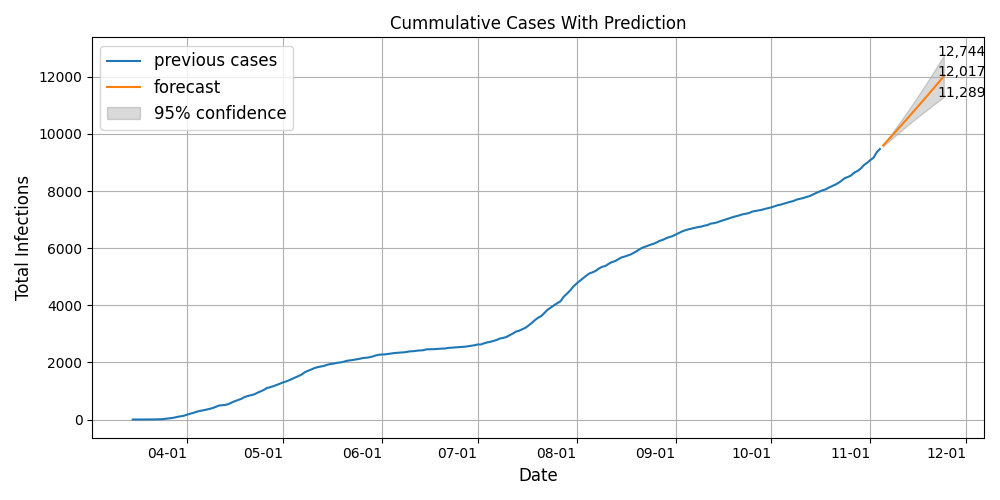 Cummulative Cases With Prediction
previous cases
forecast
95% confidence
12,744
12,017
11,289
12000
10000
8000
6000
4000
2000
0
Total Infections
04-01 05-01 06-01 07-01 08-01 09-01 10-01 11-01 12-01
Date